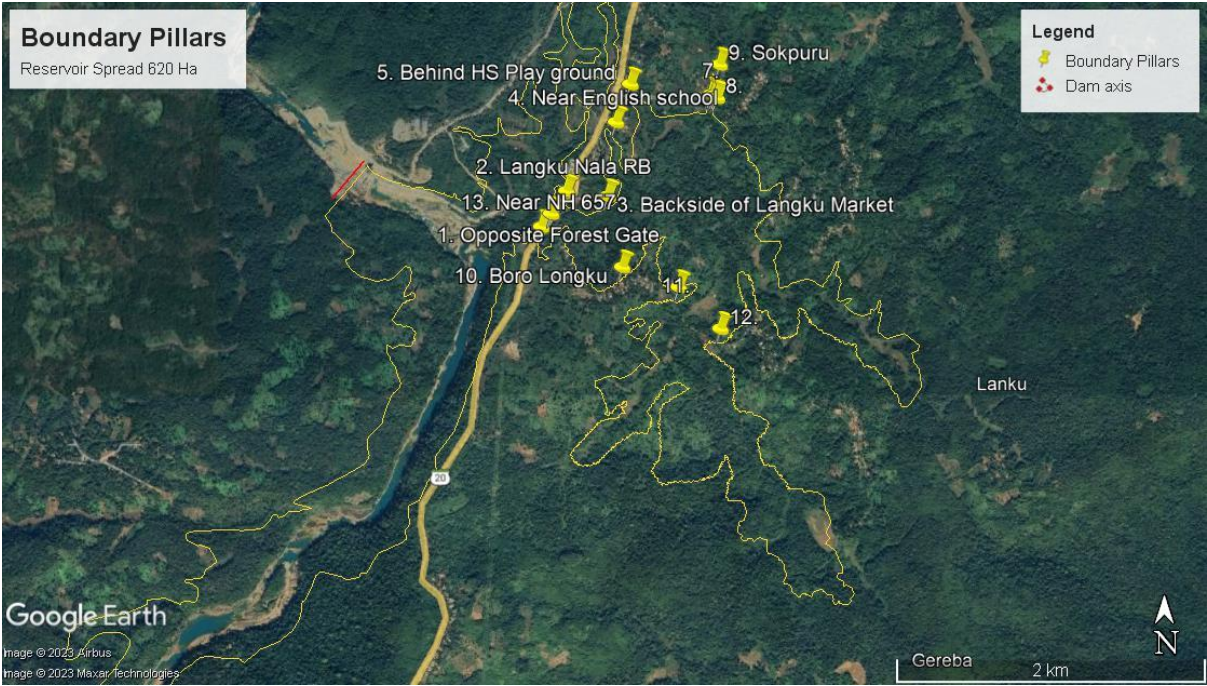 Boundary Pillars
Reservoir Spread 620 Ha
Legend
Boundary Pillars
Dam axis
9. Sokpuru
5. Behind HS Play ground
7.
8.
4. Near English school
2. Langku Nala RB
13. Near NH 657
3. Backside of Langku Market
1. Opposite Forest Gate
10. Boro Longku
11.
12.
Lanku
20
Google Earth
Image © 2023 Airbus
Image © 2023 Maxar Technologies
Gereba
2 km
N